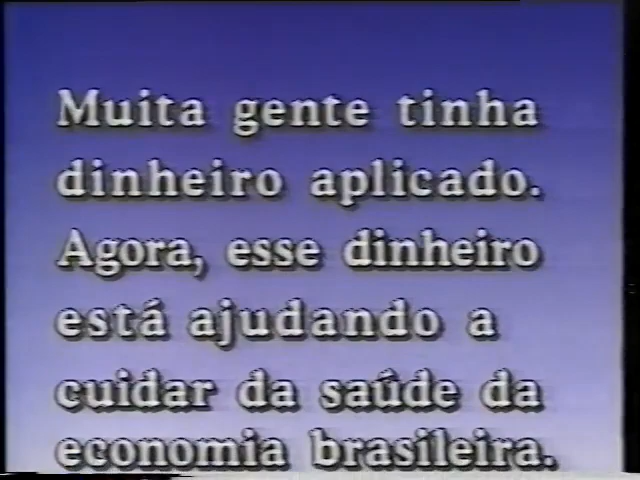 Muita gente tinha
dinheiro aplicado.
Agora, esse dinheiro
está ajudando a
cuidar da saúde da
economia brasileira.